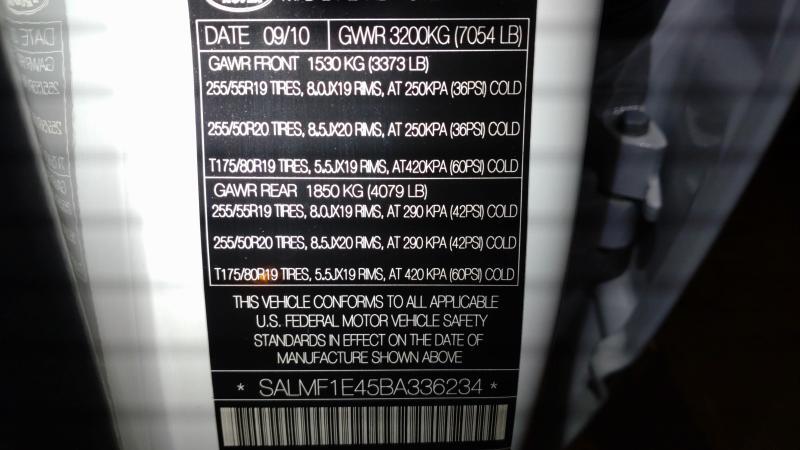 DATE 09/10 GVWR 3200KG (7054 LB)
GAWR FRONT 1530 KG (3373 LB)
255/55R19 TIRES, 8.0JX19 RIMS, AT 250KPA (36PSI) COLD
255/50R20 TIRES, 8.5JX20 RIMS, AT 250KPA (36PSI) COLD
T175/80R19 TIRES, 5.5JX19 RIMS, AT420KPA (60PSI) COLD
GAWR REAR 1850 KG (4079 LB)
255/55R19 TIRES, 8.0JX19 RIMS, AT 290 KPA (42PSI) COLD
255/50R20 TIRES, 8.5JX20 RIMS, AT 290 KPA (42PSI) COLD
T175/80R19 TIRES, 5.5JX19 RIMS, AT 420 KPA (60PSI) COLD
THIS VEHICLE CONFORMS TO ALL APPLICABLE
U.S. FEDERAL MOTOR VEHICLE SAFETY
STANDARDS IN EFFECT ON THE DATE OF
MANUFACTURE SHOWN ABOVE
* SALMF1E45BA336234 *